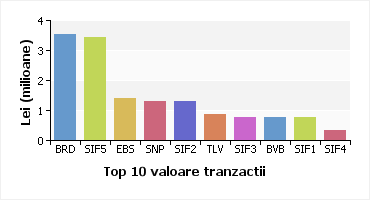 Lei (milioane)
4
3
2
1
0
BRD SIF5 EBS SNP SIF2 TLV SIF3 BVB SIF1 SIF4
Top 10 valoare tranzactii